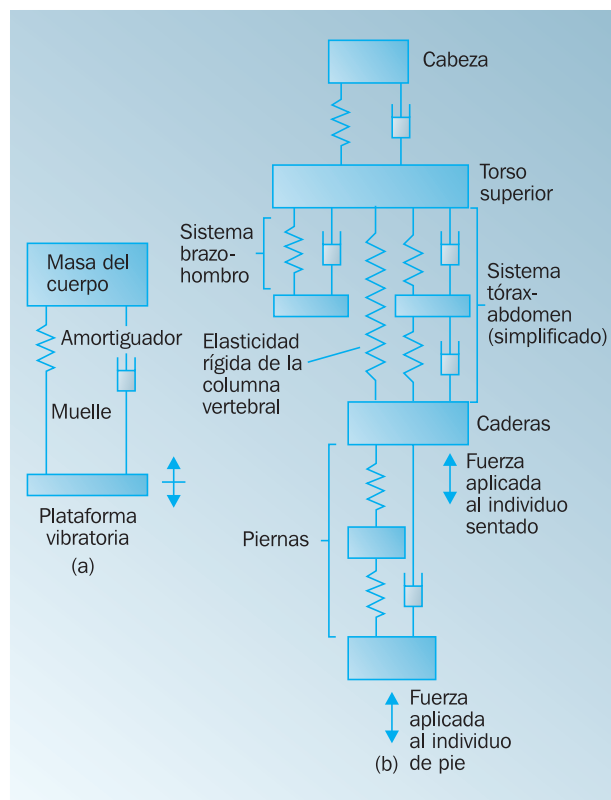 Cabeza
Torso
superior
Sistema
brazo-
hombro
Masa del
cuerpo
Amortiguador
Sistema
tórax-
abdomen
(simplificado)
Elasticidad
rígida de la
columna
vertebral
Muelle
Caderas
Plataforma
vibratoria
(a)
Fuerza
aplicada
al individuo
sentado
Piernas
Fuerza
aplicada
al individuo
de pie
(b)